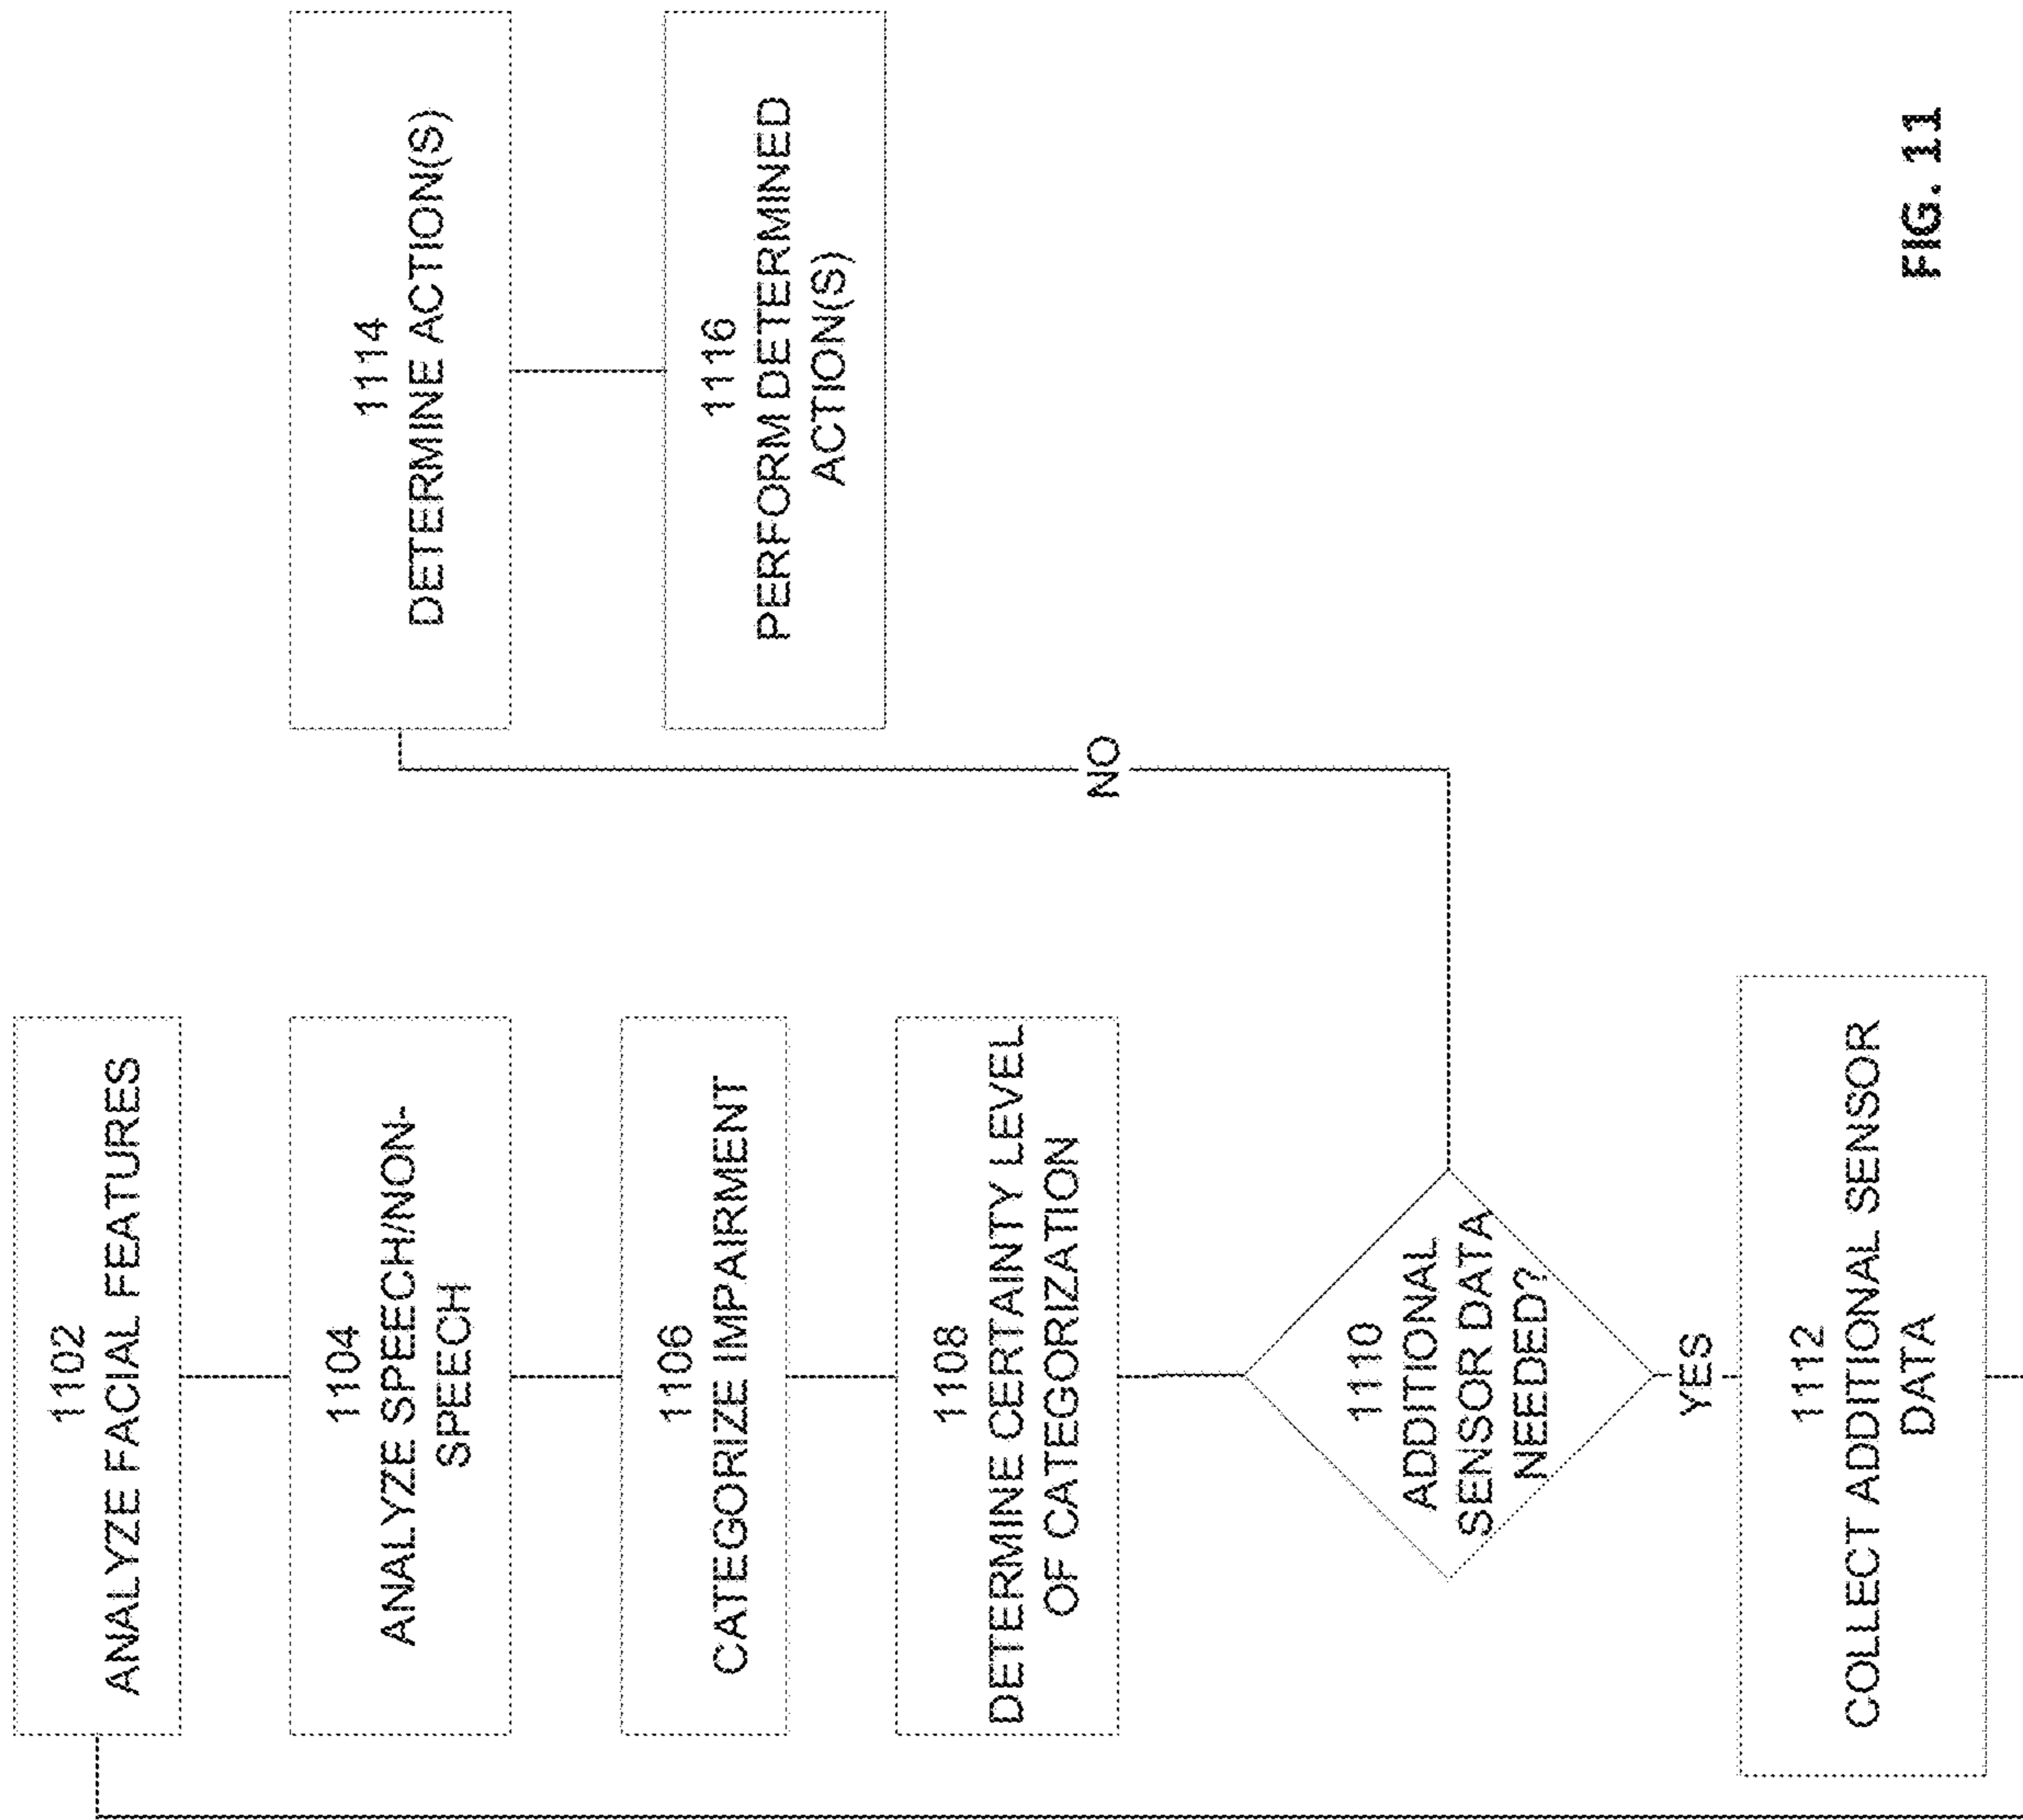 1102
ANALYZE FACIAL FEATURES
1104
ANALYZE SPEECH/NON-
SPEECH
1106
CATEGORIZE IMPAIRMENT
1108
DETERMINE CERTAINTY LEVEL
OF CATEGORIZATION
1110
ADDITIONAL
SENSOR DATA
NEEDED?
YES
1112
COLLECT ADDITIONAL SENSOR
DATA
NO
1114
DETERMINE ACTION(S)
1116
PERFORM DETERMINED
ACTION(S)
FIG. 11